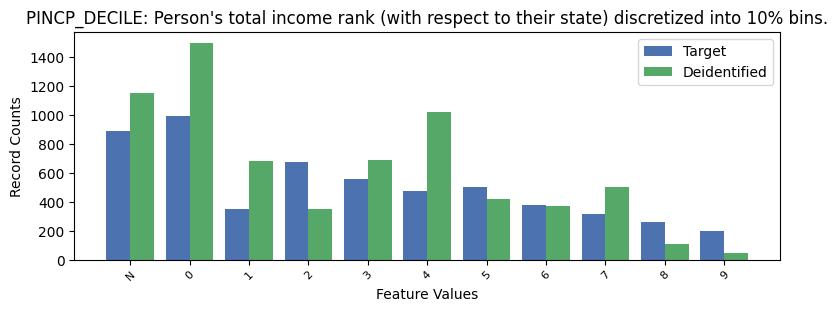 PINCP_DECILE: Person's total income rank (with respect to their state) discretized into 10% bins.
Target
Deidentified
Record Counts
1400
1200
1000
800
600
400
200
0
N 0 1 2 3 4 5 6 7 8 9
Feature Values